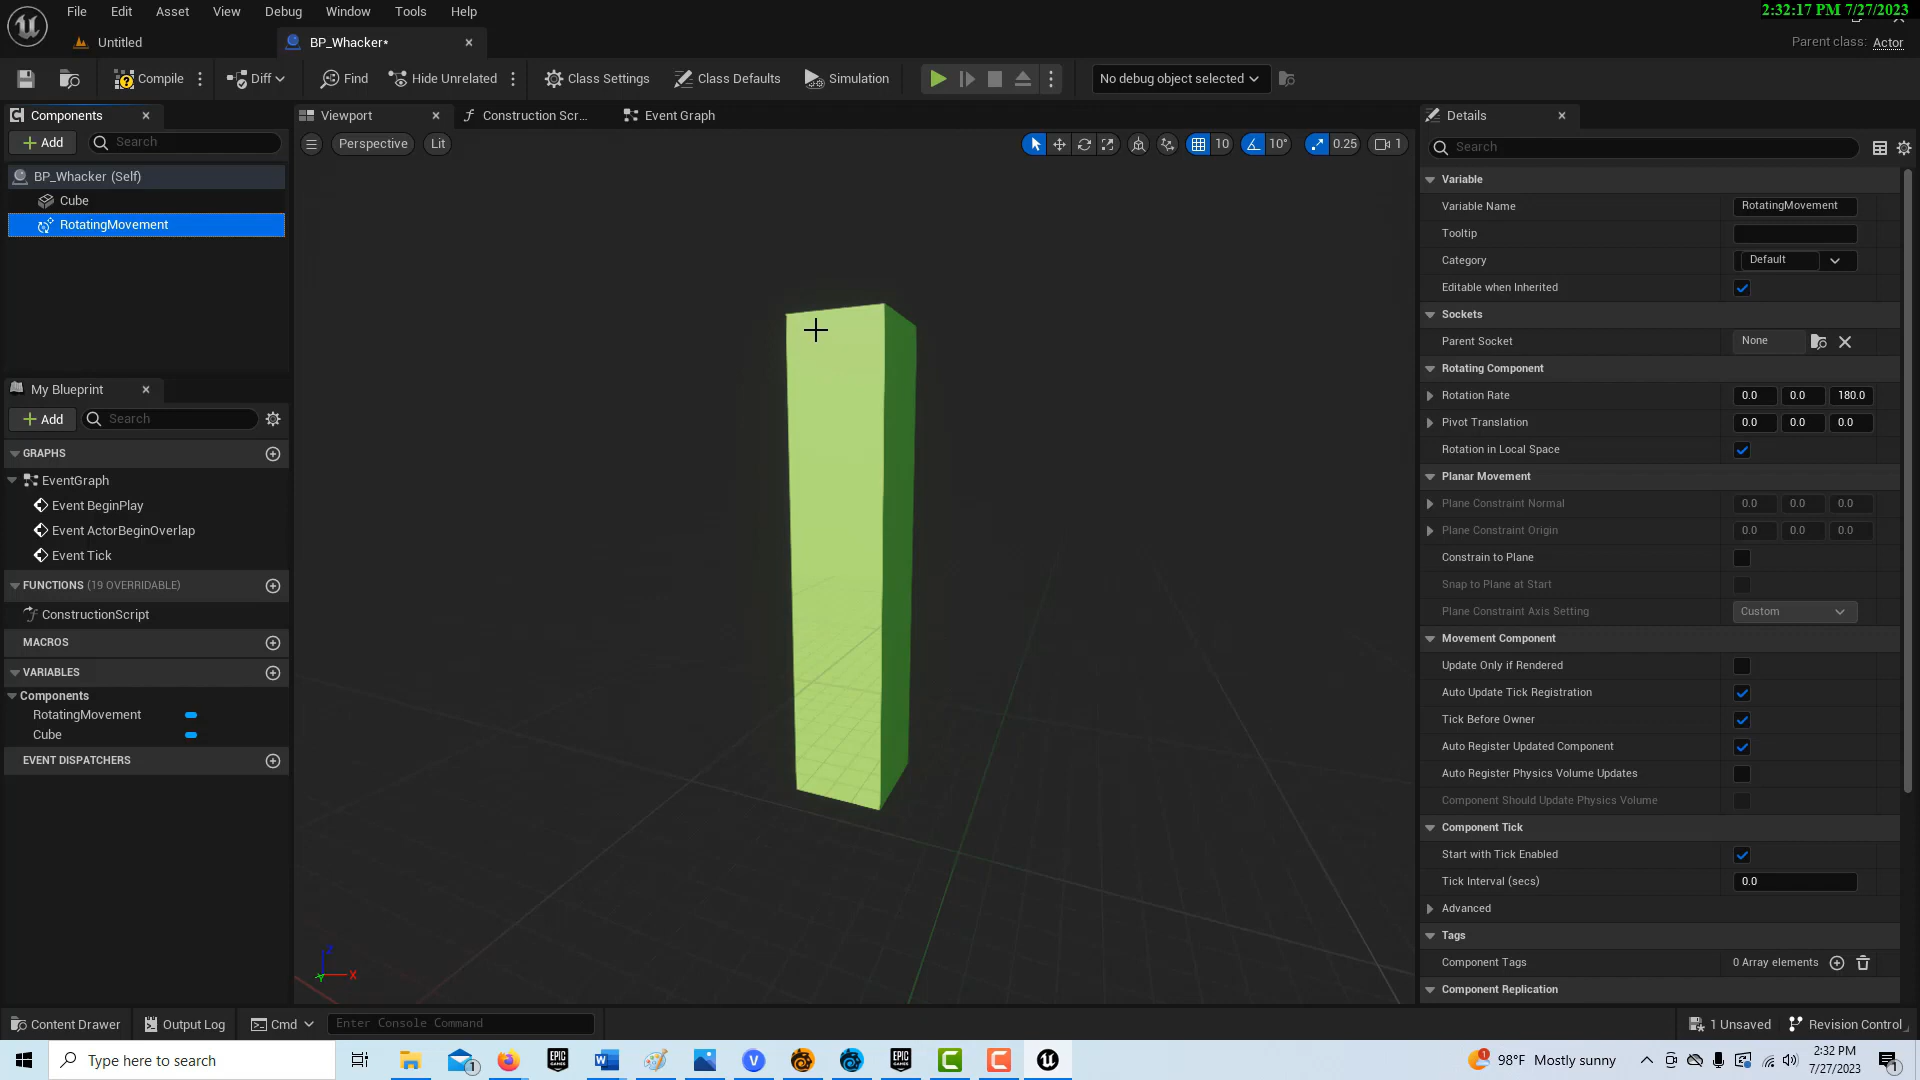 File Edit Asset View Debug Window Tools Help
2:32:17 PM 7/27/2023
Untitled
BP_Whacker*
Parent class: Actor
Compile
Diff
Find
Hide Unrelated
Class Settings
Class Defaults
Simulation
No debug object selected
Components
Add
Search
BP_Whacker (Self)
Cube
RotatingMovement
My Blueprint
Add
Search
GRAPHS
EventGraph
Event BeginPlay
Event ActorBeginOverlap
Event Tick
FUNCTIONS (19 OVERRIDABLE)
ConstructionScript
MACROS
VARIABLES
Components
RotatingMovement
Cube
EVENT DISPATCHERS
Viewport
Construction Scr...
Event Graph
Perspective
Lit
10
10°
0.25
1
Z
X
Y
Details
Search
Variable
Variable Name RotatingMovement
Tooltip
Category Default
Editable when Inherited
Sockets
Parent Socket None
Rotating Component
Rotation Rate 0.0 0.0 180.0
Pivot Translation 0.0 0.0 0.0
Rotation in Local Space
Planar Movement
Plane Constraint Normal 0.0 0.0 0.0
Plane Constraint Origin 0.0 0.0 0.0
Constrain to Plane
Snap to Plane at Start
Plane Constraint Axis Setting Custom
Movement Component
Update Only if Rendered
Auto Update Tick Registration
Tick Before Owner
Auto Register Updated Component
Auto Register Physics Volume Updates
Component Should Update Physics Volume
Component Tick
Start with Tick Enabled
Tick Interval (secs) 0.0
Advanced
Tags
Component Tags 0 Array elements
Component Replication
Content Drawer
Output Log
Cmd
Enter Console Command
1 Unsaved
Revision Control
Type here to search
98°F Mostly sunny
2:32 PM
7/27/2023